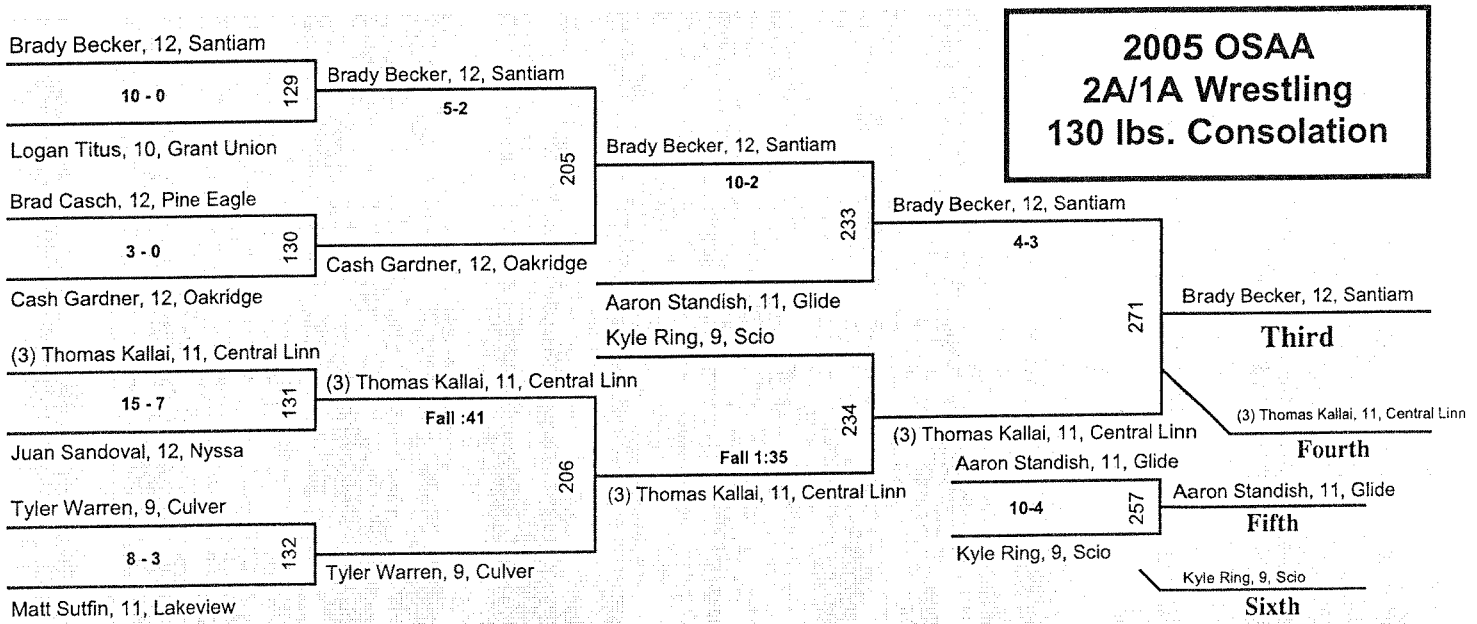 2005 OSAA
2A/1A Wrestling
130 lbs. Consolation
Brady Becker, 12, Santiam
10 - 0
129
Logan Titus, 10, Grant Union
Brad Casch, 12, Pine Eagle
3 - 0
130
Cash Gardner, 12, Oakridge
(3) Thomas Kallai, 11, Central Linn
15 - 7
131
Juan Sandoval, 12, Nyssa
Tyler Warren, 9, Culver
8 - 3
132
Matt Sutfin, 11, Lakeview
Brady Becker, 12, Santiam
5-2
205
Cash Gardner, 12, Oakridge
(3) Thomas Kallai, 11, Central Linn
Fall :41
206
Tyler Warren, 9, Culver
Brady Becker, 12, Santiam
10-2
233
Aaron Standish, 11, Glide
Kyle Ring, 9, Scio
234
Fall 1:35
(3) Thomas Kallai, 11, Central Linn
Brady Becker, 12, Santiam
4-3
271
(3) Thomas Kallai, 11, Central Linn
Brady Becker, 12, Santiam
Third
(3) Thomas Kallai, 11, Central Linn
Fourth
Aaron Standish, 11, Glide
10-4
257
Kyle Ring, 9, Scio
Aaron Standish, 11, Glide
Fifth
Kyle Ring, 9, Scio
Sixth